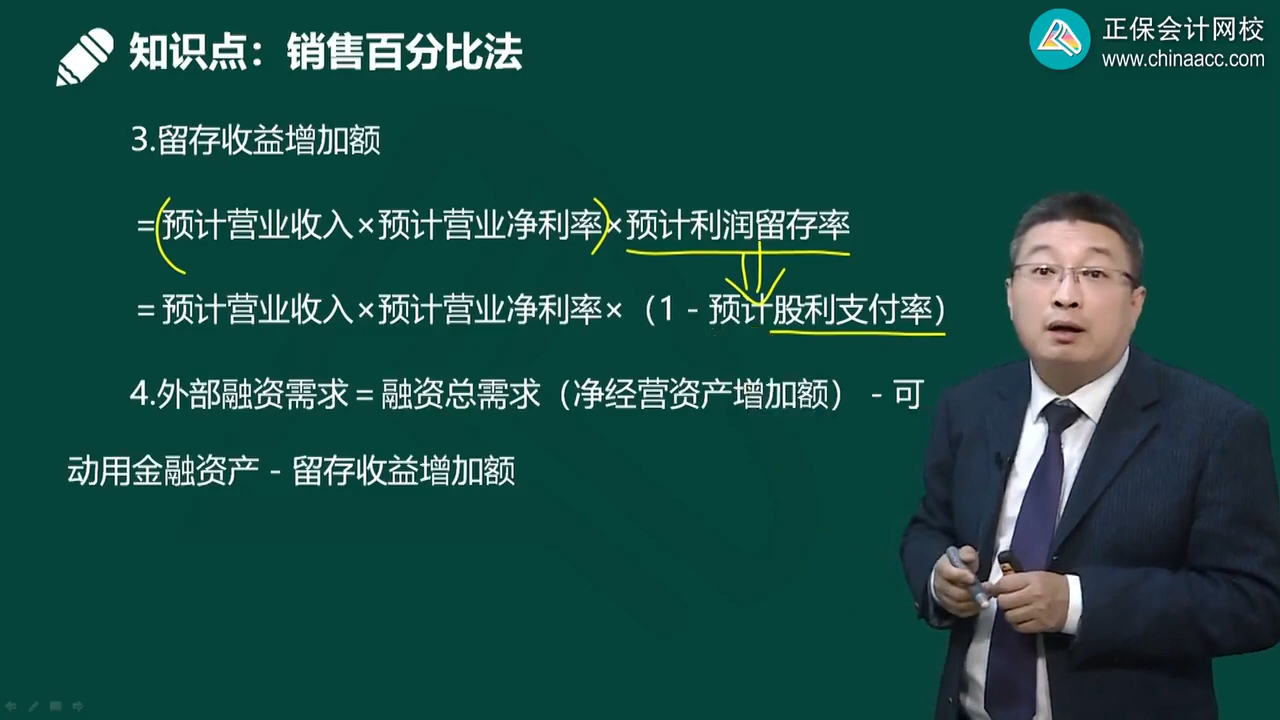 知识点：销售百分比法
正保会计网校
www.chinaacc.com
3.留存收益增加额
=预计营业收入×预计营业净利率×预计利润留存率
=预计营业收入×预计营业净利率×（1-预计股利支付率）
4.外部融资需求=融资总需求（净经营资产增加额）-可
动用金融资产-留存收益增加额